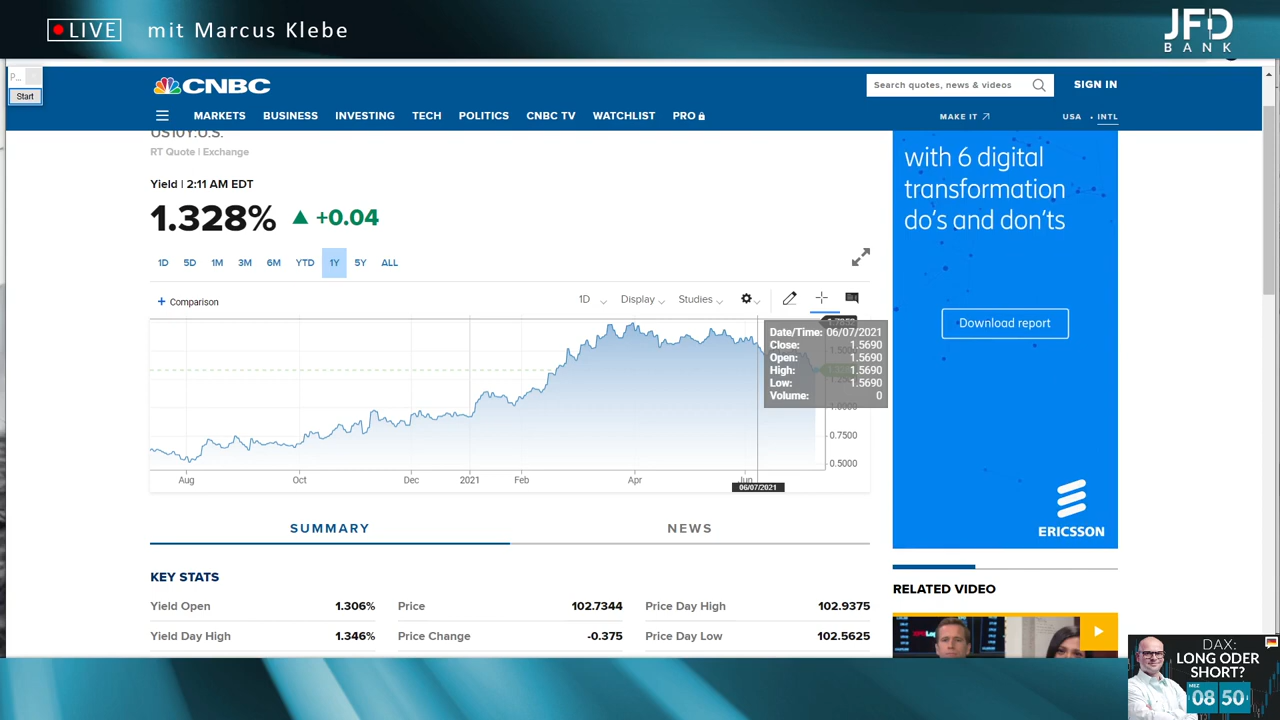 LIVE
mit Marcus Klebe
JFD
BANK
P...
Start
CNBC
Search quotes, news & videos
SIGN IN
MARKETS BUSINESS INVESTING TECH POLITICS CNBC TV WATCHLIST PRO
MAKE IT USA • INTL
US10Y:U.S.
RT Quote | Exchange
Yield | 2:11 AM EDT
1.328% +0.04
1D 5D 1M 3M 6M YTD 1Y 5Y ALL
+ Comparison
1D Display Studies
Date/Time: 06/07/2021
Close: 1.5690
Open: 1.5690
High: 1.5690
Low: 1.5690
Volume: 0
1.0000
0.7500
0.5000
Aug Oct Dec 2021 Feb Apr Jun
06/07/2021
SUMMARY NEWS
KEY STATS
Yield Open 1.306% Price 102.7344 Price Day High 102.9375
Yield Day High 1.346% Price Change -0.375 Price Day Low 102.5625
with 6 digital
transformation
do's and don'ts
Download report
ERICSSON
RELATED VIDEO
DAX:
LONG ODER
SHORT?
MEZ
08 50